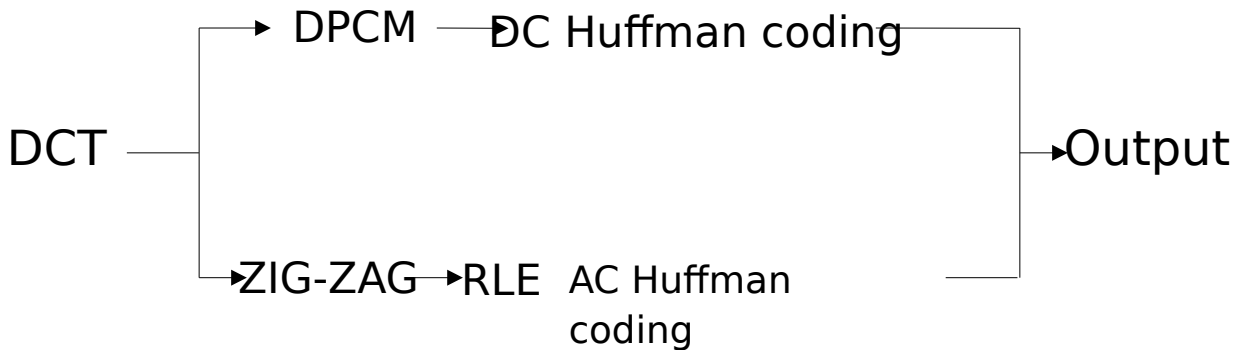 DPCM
DC Huffman coding
DCT
Output
ZIG-ZAG
RLE
AC Huffman
coding